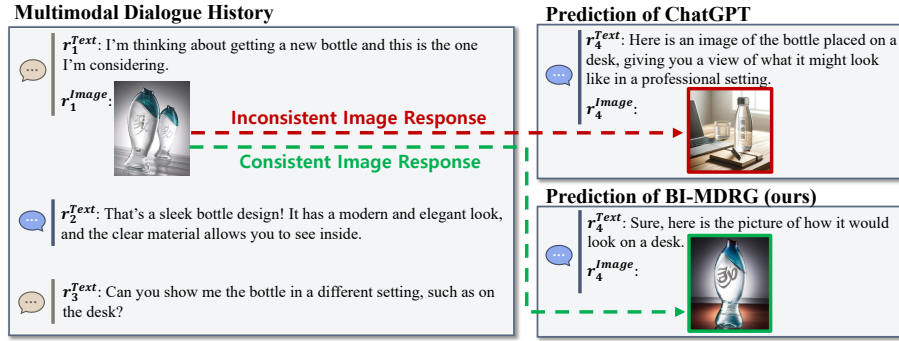 Multimodal Dialogue History
r₁ᵀᵉˣᵗ: I'm thinking about getting a new bottle and this is the one
I'm considering.
r₁ᴵᵐᵃᵍᵉ:
r₂ᵀᵉˣᵗ: That's a sleek bottle design! It has a modern and elegant look,
and the clear material allows you to see inside.
r₃ᵀᵉˣᵗ: Can you show me the bottle in a different setting, such as on
the desk?
Inconsistent Image Response
Consistent Image Response
Prediction of ChatGPT
r₄ᵀᵉˣᵗ: Here is an image of the bottle placed on a
desk, giving you a view of what it might look
like in a professional setting.
r₄ᴵᵐᵃᵍᵉ:
Prediction of BI-MDRG (ours)
r₄ᵀᵉˣᵗ: Sure, here is the picture of how it would
look on a desk.
r₄ᴵᵐᵃᵍᵉ: